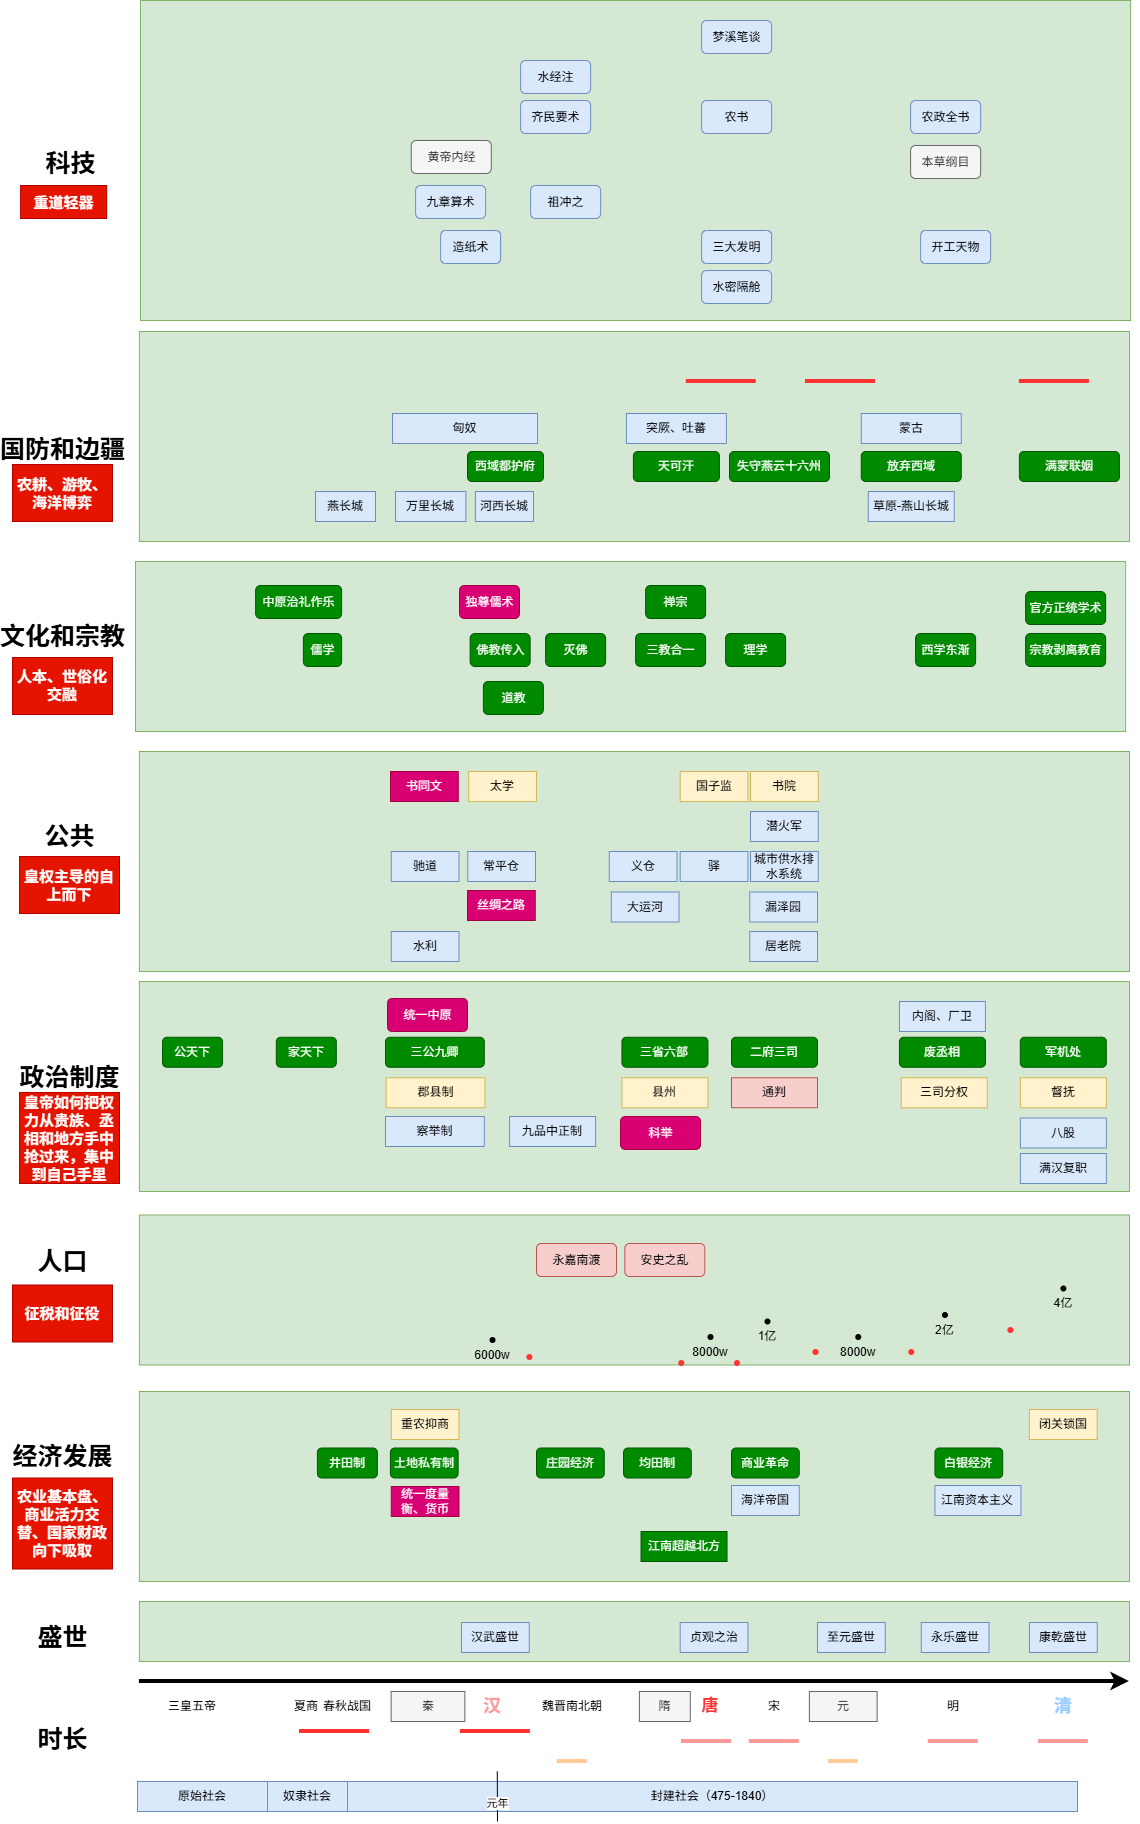 梦溪笔谈
水经注
齐民要术
农书
农政全书
黄帝内经
本草纲目
科技
重道轻器
九章算术
祖冲之
造纸术
三大发明
开工天物
水密隔舱
匈奴
突厥、吐蕃
蒙古
国防和边疆
农耕、游牧、
海洋博弈
西域都护府
天可汗
失守燕云十六州
放弃西域
满蒙联姻
燕长城
万里长城
河西长城
草原-燕山长城
中原治礼作乐
独尊儒术
禅宗
官方正统学术
文化和宗教
人本、世俗化
交融
儒学
佛教传入
灭佛
三教合一
理学
西学东渐
宗教剥离教育
道教
书同文
太学
国子监
书院
潜火军
公共
皇权主导的自
上而下
驰道
常平仓
义仓
驿
城市供水排
水系统
丝绸之路
大运河
漏泽园
水利
居老院
统一中原
内阁、厂卫
公天下
家天下
三公九卿
三省六部
二府三司
废丞相
军机处
政治制度
皇帝如何把权
力从贵族、丞
相和地方手中
抢过来，集中
到自己手里
郡县制
县州
通判
三司分权
督抚
察举制
九品中正制
科举
八股
满汉复职
人口
征税和征役
永嘉南渡
安史之乱
4亿
2亿
1亿
6000w
8000w
8000w
重农抑商
闭关锁国
经济发展
农业基本盘、
商业活力交
替、国家财政
向下吸取
井田制
土地私有制
庄园经济
均田制
商业革命
白银经济
统一度量
衡、货币
海洋帝国
江南资本主义
江南超越北方
盛世
汉武盛世
贞观之治
至元盛世
永乐盛世
康乾盛世
时长
三皇五帝
夏商
春秋战国
秦
汉
魏晋南北朝
隋
唐
宋
元
明
清
原始社会
奴隶社会
元年
封建社会（475-1840）